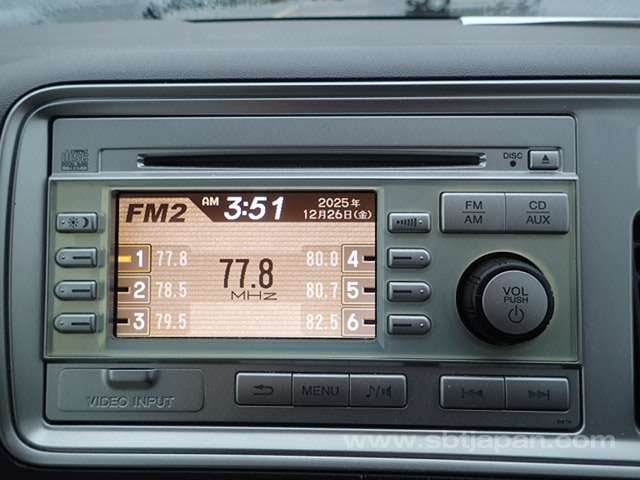 DISC
FM2 AM 3:51 2025年
12月26日(金)
FM
AM
CD
AUX
1 77.8
2 78.5
3 79.5
77.8
MHz
80.0 4
80.7 5
82.5 6
VOL
PUSH
VIDEO INPUT
MENU
www.sbtjapan.com